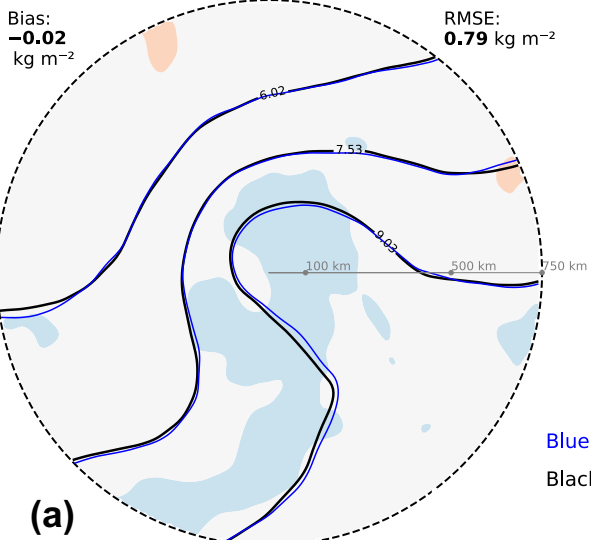 Bias:
−0.02
kg m⁻²
RMSE:
0.79 kg m⁻²
6.02
7.53
9.03
100 km
500 km
750 km
Blue
Black
(a)